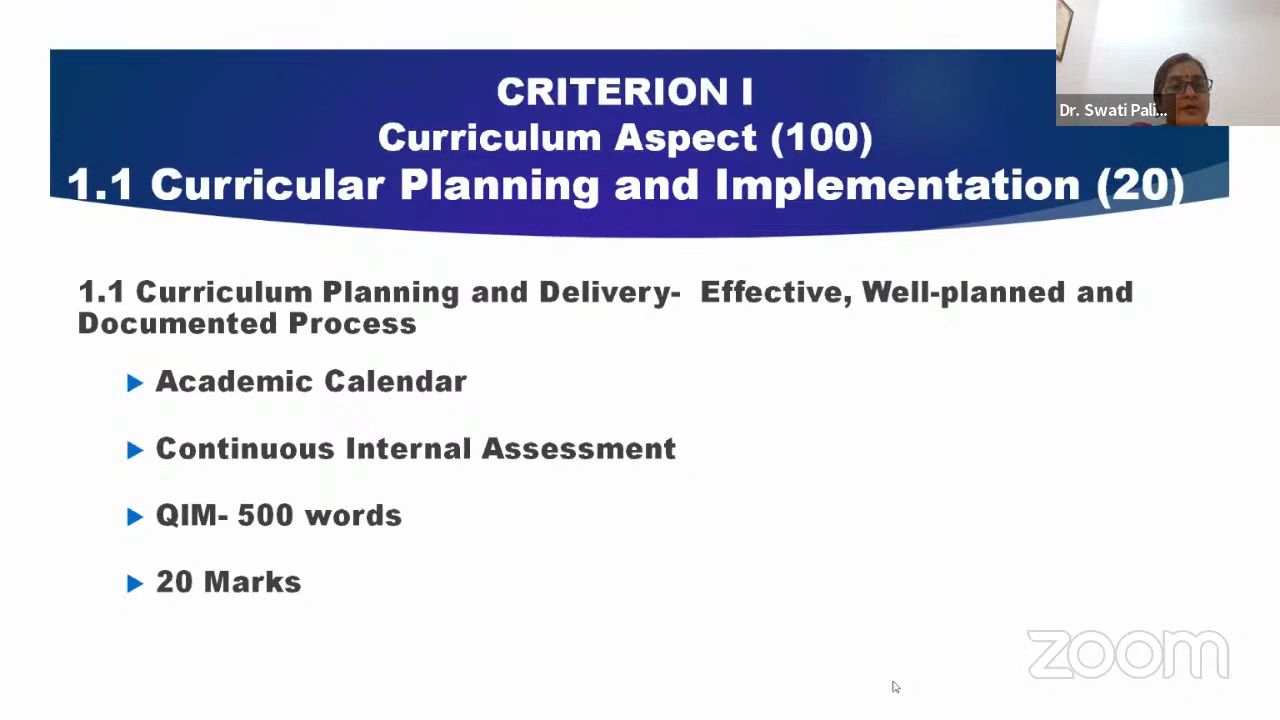 CRITERION I
Curriculum Aspect (100)
1.1 Curricular Planning and Implementation (20)
Dr. Swati Pali...
1.1 Curriculum Planning and Delivery- Effective, Well-planned and
Documented Process
Academic Calendar
Continuous Internal Assessment
QIM- 500 words
20 Marks
zoom